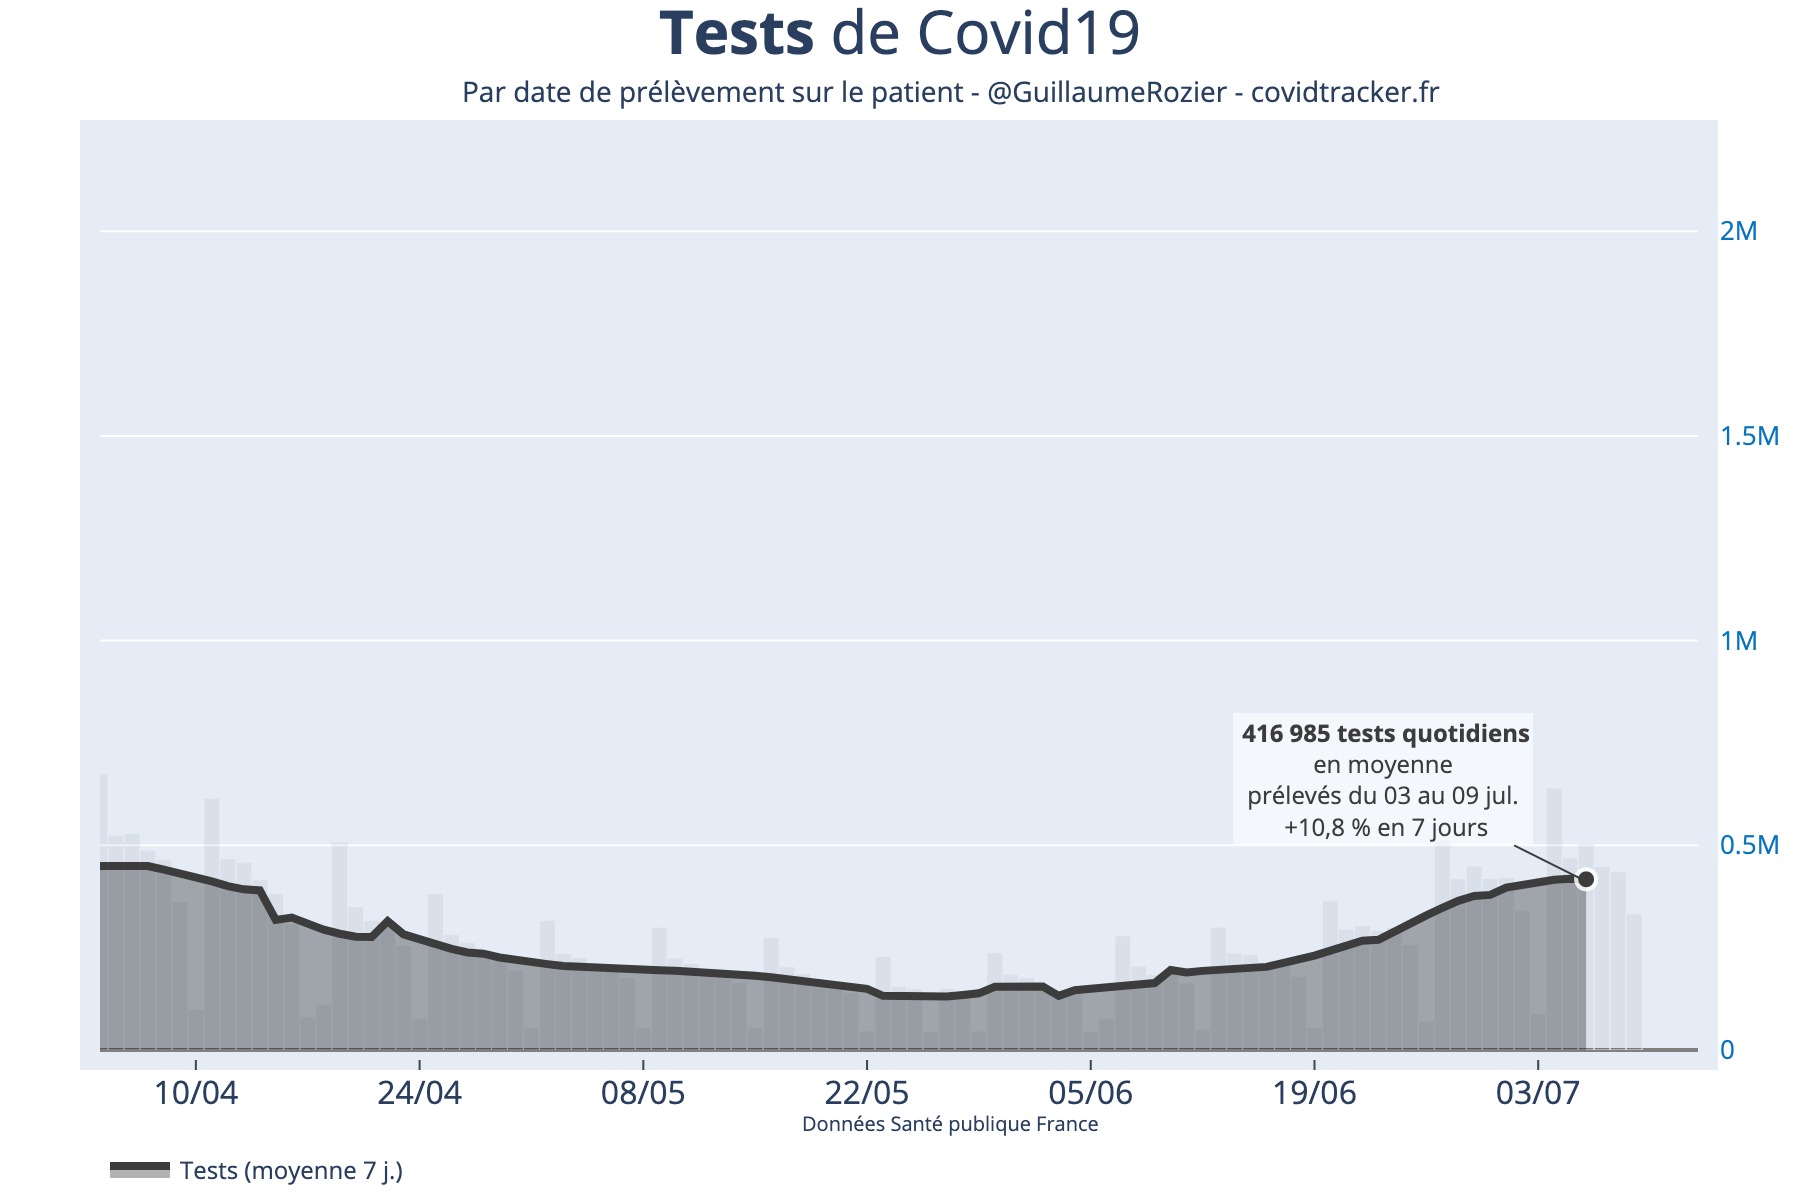 Tests de Covid19
Par date de prélèvement sur le patient - @GuillaumeRozier - covidtracker.fr
2M
1.5M
1M
416 985 tests quotidiens
en moyenne
prélevés du 03 au 09 jul.
+10,8 % en 7 jours
0.5M
0
10/04 24/04 08/05 22/05 05/06 19/06 03/07
Données Santé publique France
Tests (moyenne 7 j.)